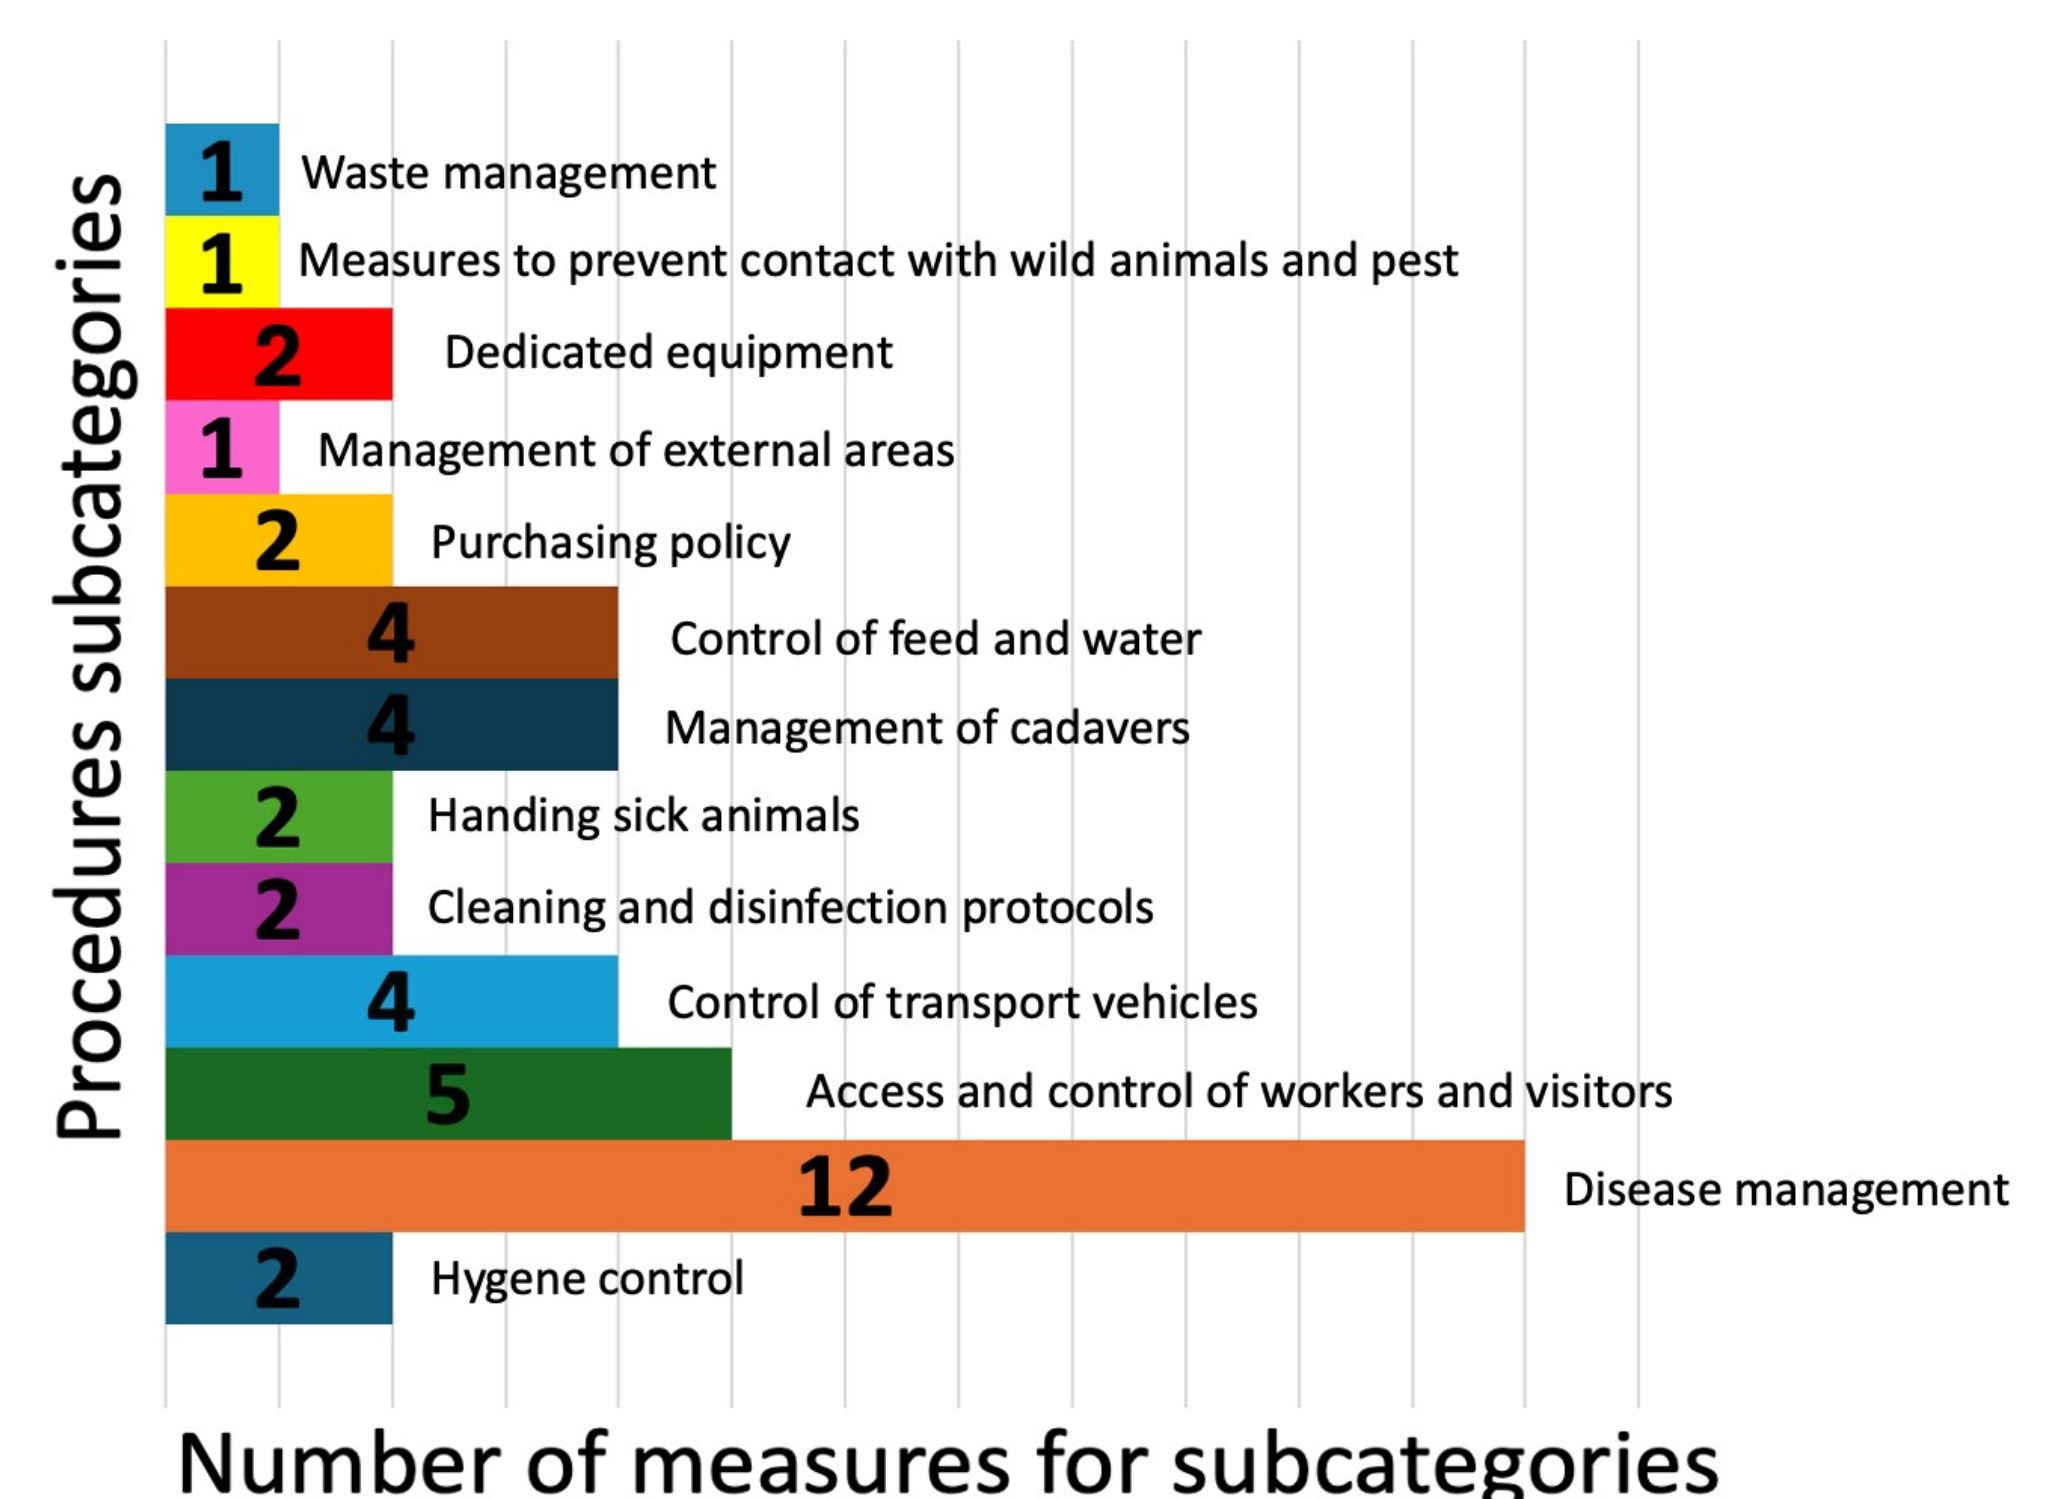 Procedures subcategories
1 Waste management
1 Measures to prevent contact with wild animals and pest
2 Dedicated equipment
1 Management of external areas
2 Purchasing policy
4 Control of feed and water
4 Management of cadavers
2 Handing sick animals
2 Cleaning and disinfection protocols
4 Control of transport vehicles
5 Access and control of workers and visitors
12 Disease management
2 Hygene control
Number of measures for subcategories